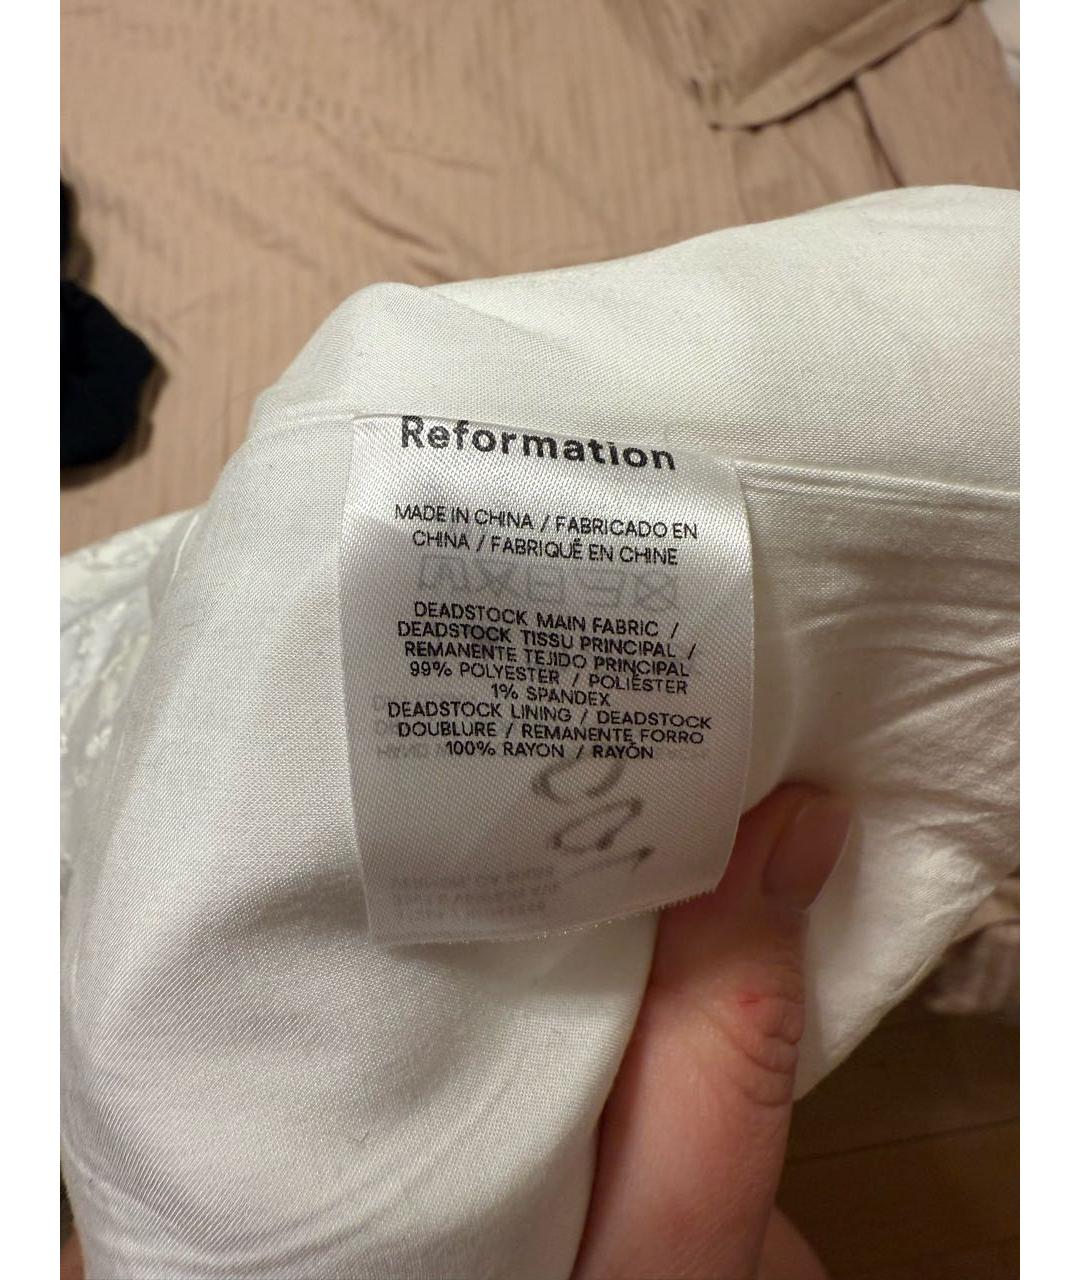 Reformation
MADE IN CHINA / FABRICADO EN
CHINA / FABRIQUÉ EN CHINE
DEADSTOCK MAIN FABRIC /
DEADSTOCK TISSU PRINCIPAL /
REMANENTE TEJIDO PRINCIPAL
99% POLYESTER / POLIÉSTER
1% SPANDEX
DEADSTOCK LINING / DEADSTOCK
DOUBLURE / REMANENTE FORRO
100% RAYON / RAYÓN